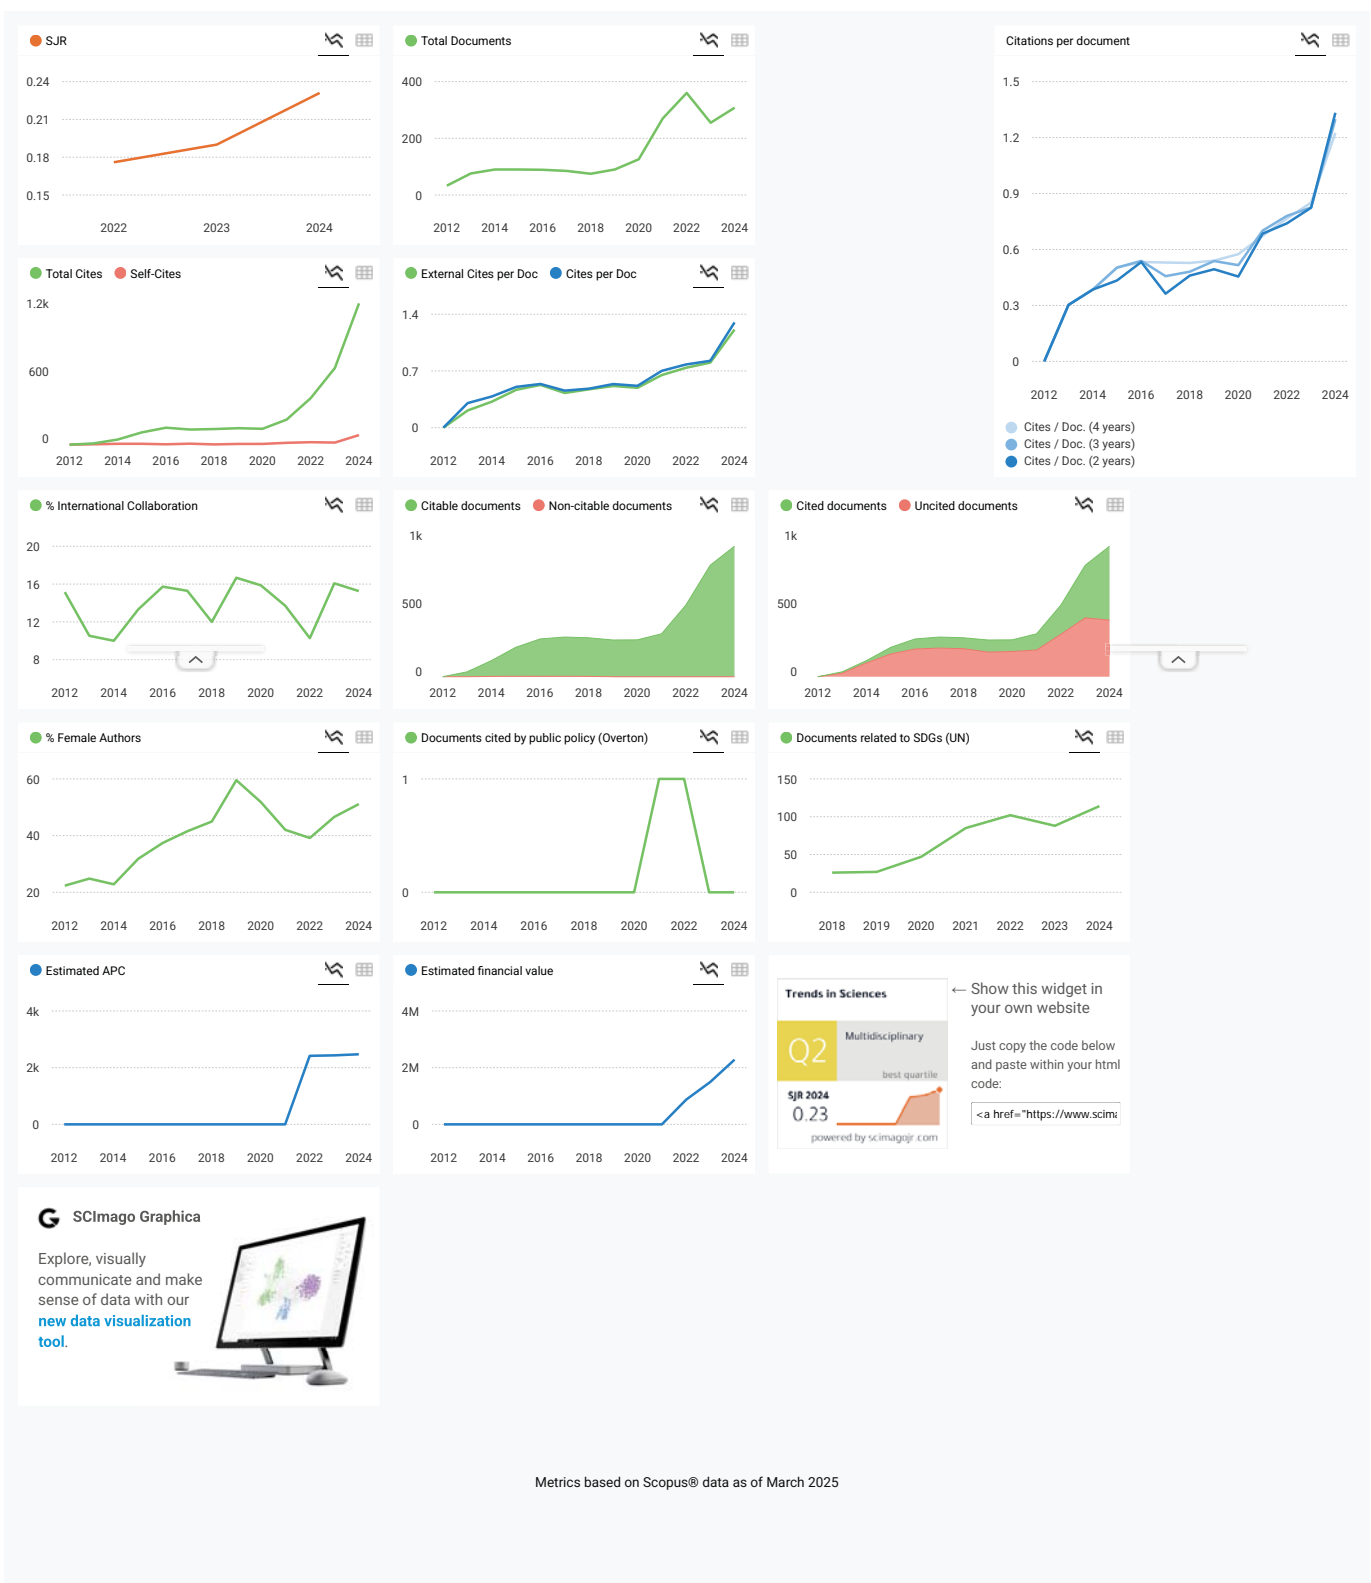 SJR
0.24
0.21
0.18
0.15
2022 2023 2024
Total Documents
400
200
0
2012 2014 2016 2018 2020 2022 2024
Citations per document
1.5
1.2
0.9
0.6
0.3
0
2012 2014 2016 2018 2020 2022 2024
Cites / Doc. (4 years)
Cites / Doc. (3 years)
Cites / Doc. (2 years)
Total Cites Self-Cites
1.2k
600
0
2012 2014 2016 2018 2020 2022 2024
External Cites per Doc Cites per Doc
1.4
0.7
0
2012 2014 2016 2018 2020 2022 2024
% International Collaboration
20
16
12
8
2012 2014 2016 2018 2020 2022 2024
Citable documents Non-citable documents
1k
500
0
2012 2014 2016 2018 2020 2022 2024
Cited documents Uncited documents
1k
500
0
2012 2014 2016 2018 2020 2022 2024
% Female Authors
60
40
20
2012 2014 2016 2018 2020 2022 2024
Documents cited by public policy (Overton)
1
0
2012 2014 2016 2018 2020 2022 2024
Documents related to SDGs (UN)
150
100
50
0
2018 2019 2020 2021 2022 2023 2024
Estimated APC
4k
2k
0
2012 2014 2016 2018 2020 2022 2024
Estimated financial value
4M
2M
0
2012 2014 2016 2018 2020 2022 2024
Trends in Sciences
Q2
Multidisciplinary
best quartile
SJR 2024
0.23
powered by scimagojr.com
← Show this widget in
your own website
Just copy the code below
and paste within your html
code:
<a href="https://www.scima
SCImago Graphica
Explore, visually
communicate and make
sense of data with our
new data visualization
tool.
Metrics based on Scopus® data as of March 2025